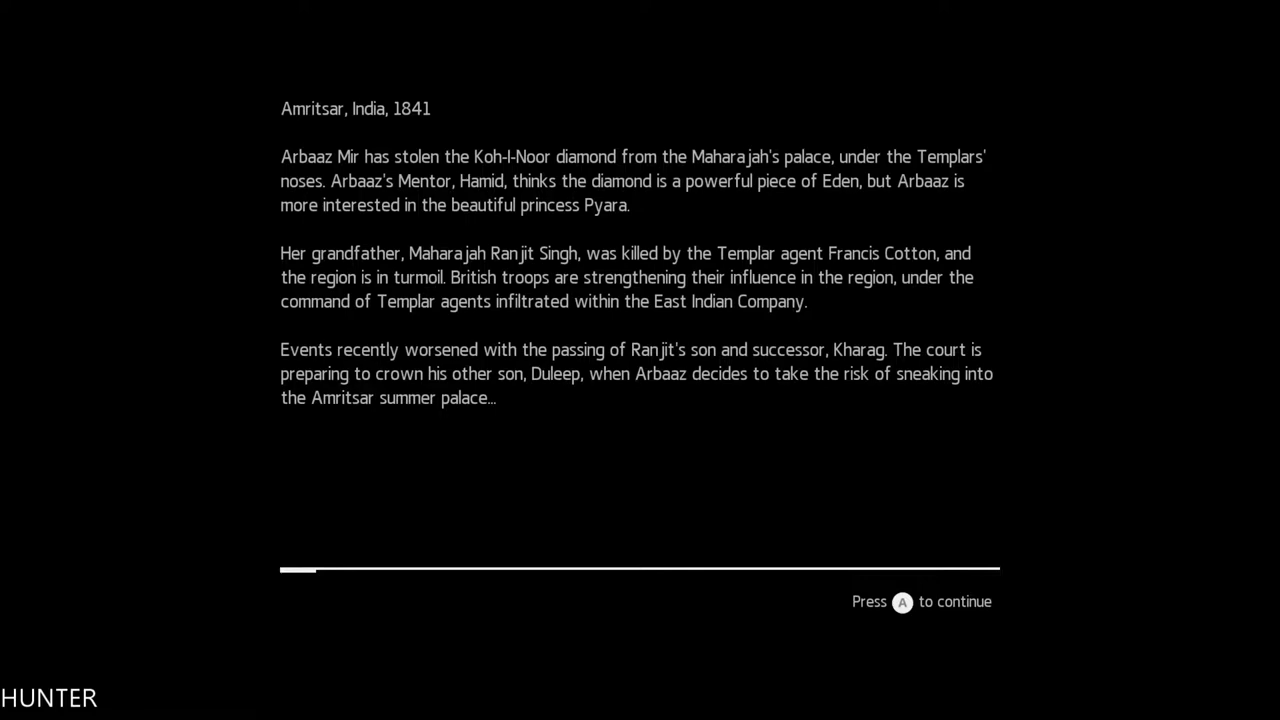 Amritsar, India, 1841
Arbaaz Mir has stolen the Koh-I-Noor diamond from the Maharajah's palace, under the Templars'
noses. Arbaaz's Mentor, Hamid, thinks the diamond is a powerful piece of Eden, but Arbaaz is
more interested in the beautiful princess Pyara.
Her grandfather, Maharajah Ranjit Singh, was killed by the Templar agent Francis Cotton, and
the region is in turmoil. British troops are strengthening their influence in the region, under the
command of Templar agents infiltrated within the East Indian Company.
Events recently worsened with the passing of Ranjit's son and successor, Kharag. The court is
preparing to crown his other son, Duleep, when Arbaaz decides to take the risk of sneaking into
the Amritsar summer palace...
Press A to continue
HUNTER